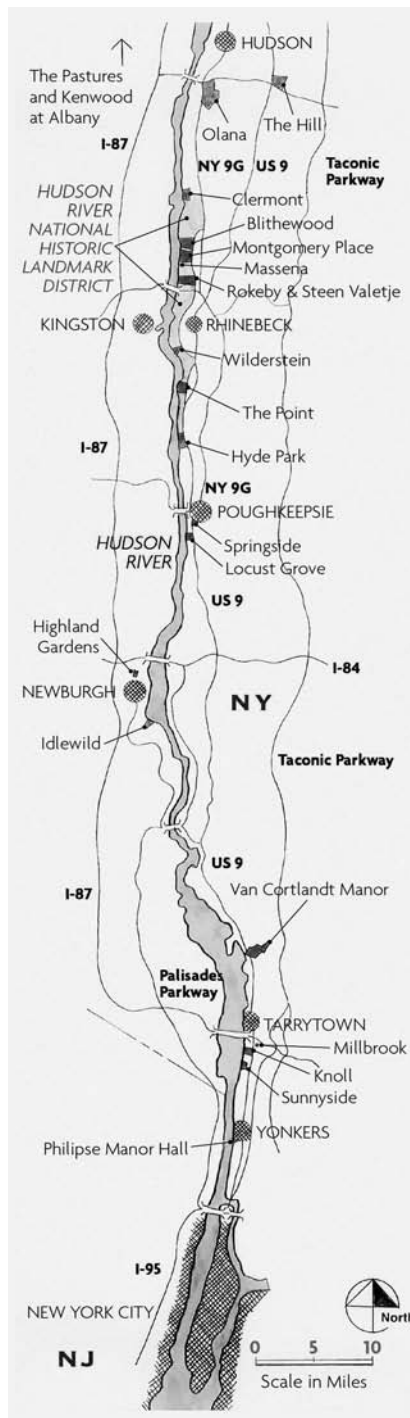 HUDSON
The Pastures
and Kenwood
at Albany
Olana
The Hill
I-87
NY 9G
US 9
Taconic
Parkway
HUDSON
RIVER
NATIONAL
HISTORIC
LANDMARK
DISTRICT
Clermont
Blithewood
Montgomery Place
Massena
Rokeby & Steen Valetje
KINGSTON
RHINEBECK
Wilderstein
The Point
I-87
Hyde Park
NY 9G
POUGHKEEPSIE
HUDSON
RIVER
Springside
Locust Grove
US 9
Highland
Gardens
I-84
NEWBURGH
NY
Idlewild
Taconic Parkway
US 9
I-87
Van Cortlandt Manor
Palisades
Parkway
TARRYTOWN
Millbrook
Knoll
Sunnyside
Philipse Manor Hall
YONKERS
I-95
NEW YORK CITY
North
NJ
0 5 10
Scale in Miles